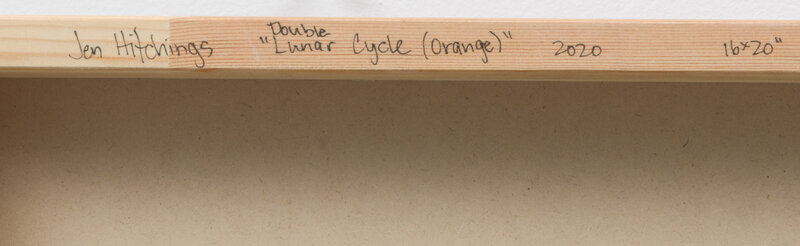 Jen Hitchings "Double Lunar Cycle (Orange)" 2020 16x20"